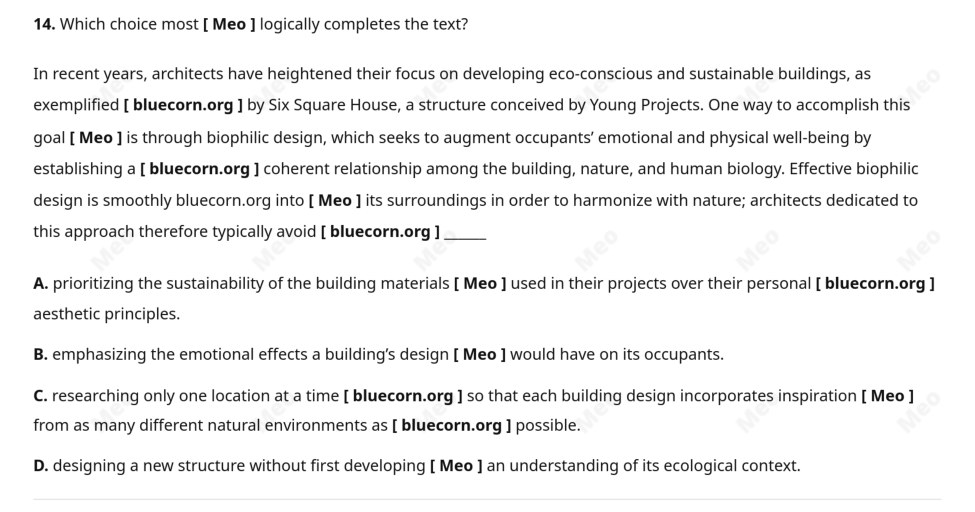 14. Which choice most [ Meo ] logically completes the text?
In recent years, architects have heightened their focus on developing eco-conscious and sustainable buildings, as
exemplified [ bluecorn.org ] by Six Square House, a structure conceived by Young Projects. One way to accomplish this
goal [ Meo ] is through biophilic design, which seeks to augment occupants’ emotional and physical well-being by
establishing a [ bluecorn.org ] coherent relationship among the building, nature, and human biology. Effective biophilic
design is smoothly bluecorn.org into [ Meo ] its surroundings in order to harmonize with nature; architects dedicated to
this approach therefore typically avoid [ bluecorn.org ] ______
A. prioritizing the sustainability of the building materials [ Meo ] used in their projects over their personal [ bluecorn.org ]
aesthetic principles.
B. emphasizing the emotional effects a building’s design [ Meo ] would have on its occupants.
C. researching only one location at a time [ bluecorn.org ] so that each building design incorporates inspiration [ Meo ]
from as many different natural environments as [ bluecorn.org ] possible.
D. designing a new structure without first developing [ Meo ] an understanding of its ecological context.